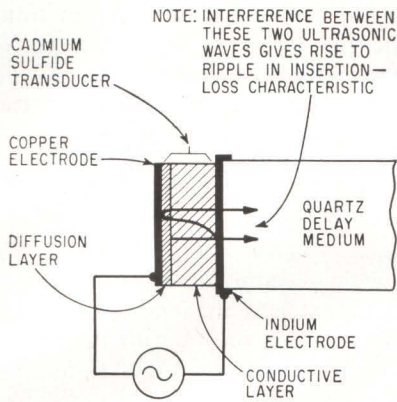 NOTE: INTERFERENCE BETWEEN
THESE TWO ULTRASONIC
WAVES GIVES RISE TO
RIPPLE IN INSERTION—
LOSS CHARACTERISTIC
CADMIUM
SULFIDE
TRANSDUCER
COPPER
ELECTRODE
QUARTZ
DELAY
MEDIUM
DIFFUSION
LAYER
INDIUM
ELECTRODE
CONDUCTIVE
LAYER